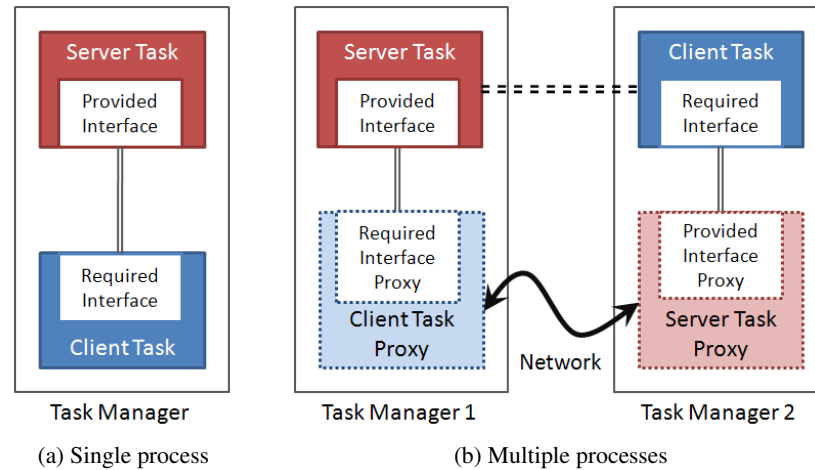 Server Task
Provided
Interface
Required
Interface
Client Task
Task Manager
(a) Single process
Server Task
Provided
Interface
Required
Interface
Proxy
Client Task
Proxy
Task Manager 1
Network
Client Task
Required
Interface
Provided
Interface
Proxy
Server Task
Proxy
Task Manager 2
(b) Multiple processes